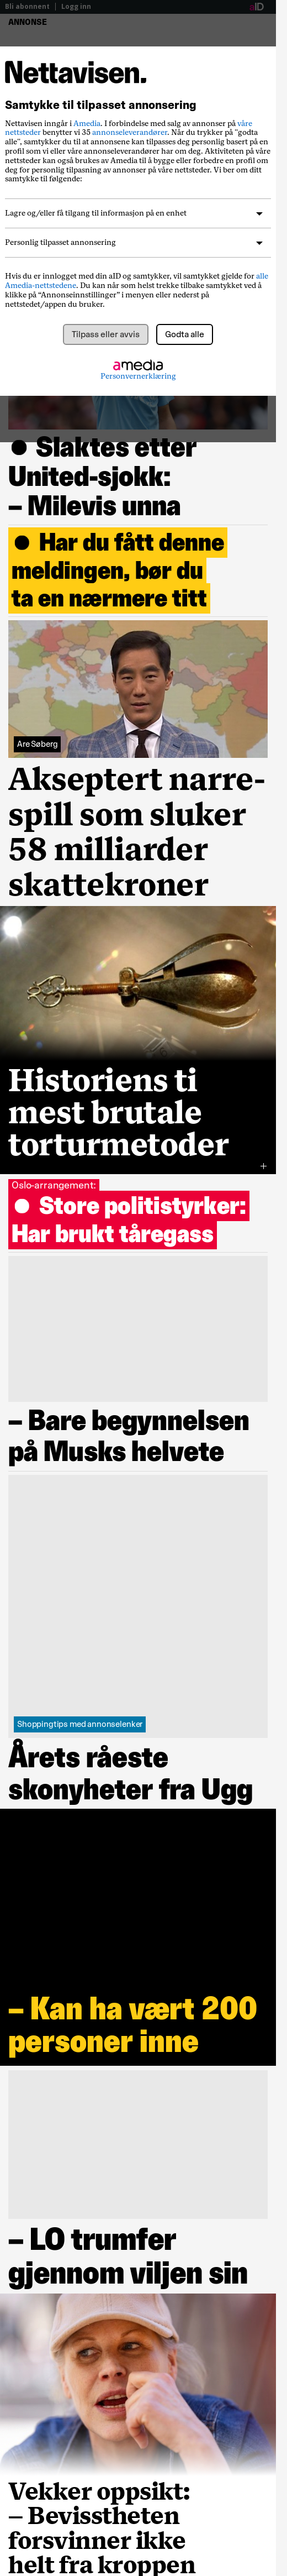 Bli abonnent | Logg inn
aID
ANNONSE
Nettavisen.
Samtykke til tilpasset annonsering
Nettavisen inngår i Amedia. I forbindelse med salg av annonser på våre
nettsteder benytter vi 35 annonseleverandører. Når du trykker på "godta
alle", samtykker du til at annonsene kan tilpasses deg personlig basert på en
profil som vi eller våre annonseleverandører har om deg. Aktiviteten på våre
nettsteder kan også brukes av Amedia til å bygge eller forbedre en profil om
deg for personlig tilpasning av annonser på våre nettsteder. Vi ber om ditt
samtykke til følgende:
Lagre og/eller få tilgang til informasjon på en enhet
Personlig tilpasset annonsering
Hvis du er innlogget med din aID og samtykker, vil samtykket gjelde for alle
Amedia-nettstedene. Du kan når som helst trekke tilbake samtykket ved å
klikke på “Annonseinnstillinger” i menyen eller nederst på
nettstedet/appen du bruker.
Tilpass eller avvis
Godta alle
amedia
Personvernerklæring
● Slaktes etter
United-sjokk:
– Milevis unna
● Har du fått denne
meldingen, bør du
ta en nærmere titt
Are Søberg
Akseptert narre-
spill som sluker
58 milliarder
skattekroner
Historiens ti
mest brutale
torturmetoder
+
Oslo-arrangement:
● Store politistyrker:
Har brukt tåregass
– Bare begynnelsen
på Musks helvete
Shoppingtips med annonselenker
Årets råeste
skonyheter fra Ugg
– Kan ha vært 200
personer inne
– LO trumfer
gjennom viljen sin
Vekker oppsikt:
– Bevisstheten
forsvinner ikke
helt fra kroppen